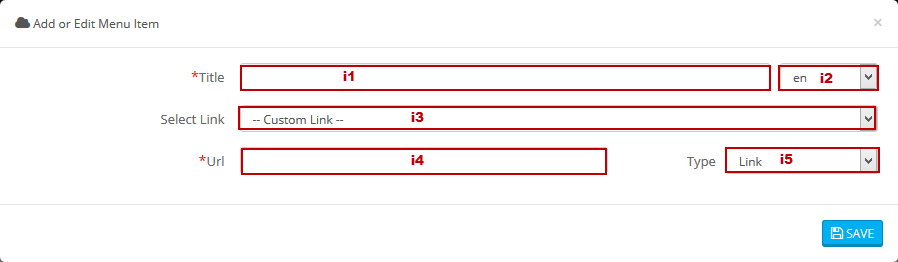 Add or Edit Menu Item ×
*Title i1 en i2
Select Link -- Custom Link -- i3
*Url i4 Type Link i5
SAVE